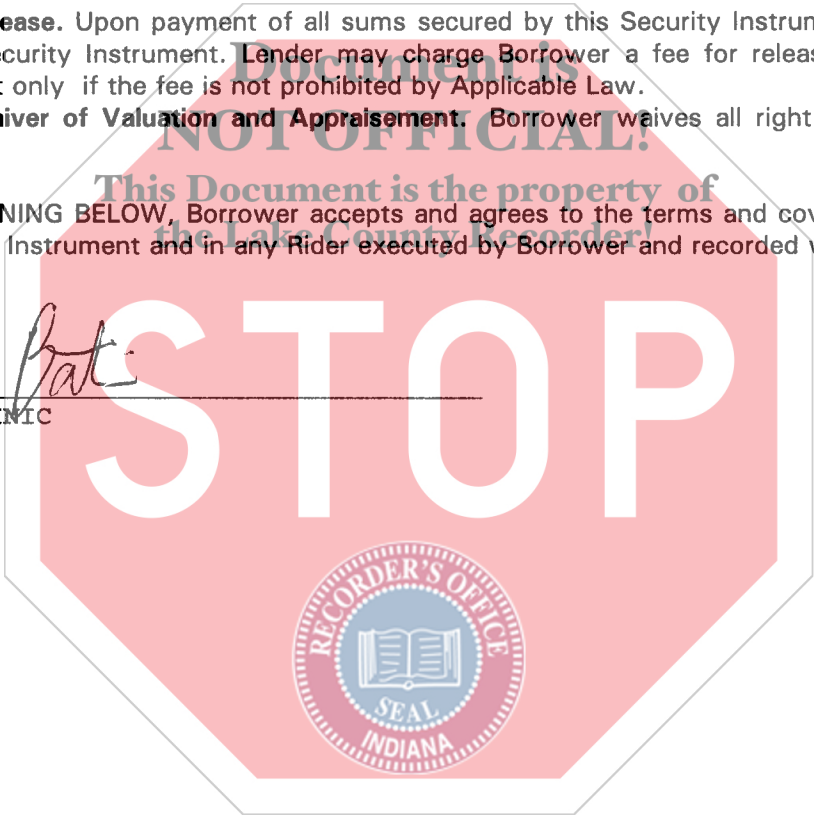 ease. Upon payment of all sums secured by this Security Instrum
curity Instrument. Lender may charge Borrower a fee for releas
t only if the fee is not prohibited by Applicable Law.
iver of Valuation and Appraisement. Borrower waives all right
NING BELOW, Borrower accepts and agrees to the terms and cov
Instrument and in any Rider executed by Borrower and recorded
Document is
NOT OFFICIAL!
This Document is the property of
the Lake County Recorder!
INIC
STOP
RECORDER'S OFFICE
SEAL
INDIANA